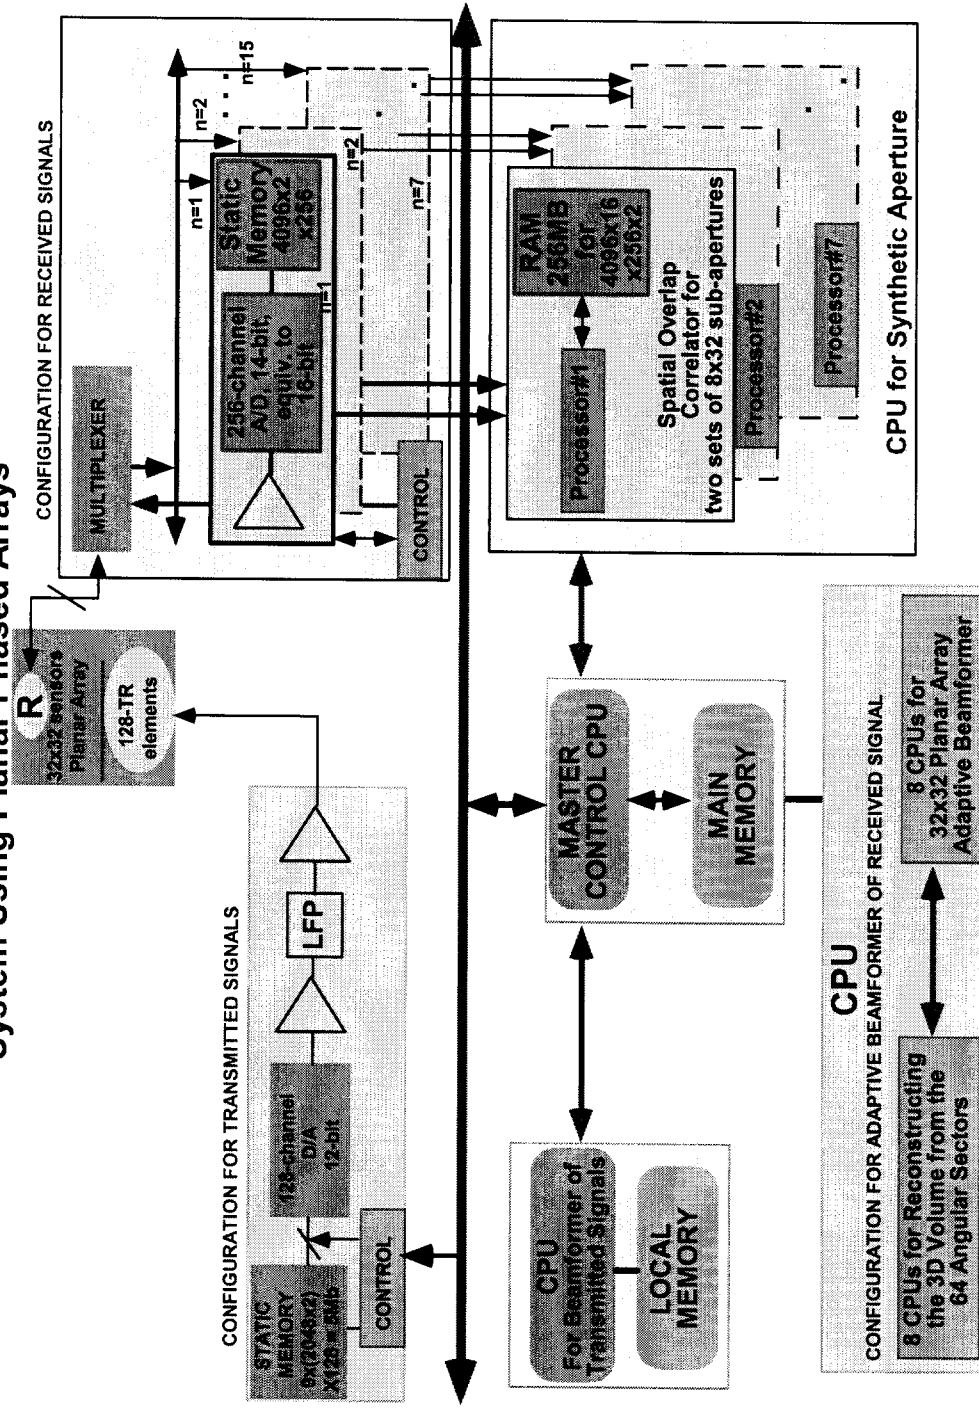 System Using Planar Phased Arrays
CONFIGURATION FOR TRANSMITTED SIGNALS
STATIC
MEMORY
9x(2048x2)
X128 = 5Mb
128-channel
D/A
12-bit
LFP
CONTROL
R
32x32 sensors
Planar Array
128-TR
elements
CONFIGURATION FOR RECEIVED SIGNALS
MULTIPLEXER
n=1
n=2
n=15
256-channel
A/D, 14-bit,
equiv. to
16-bit
Static
Memory
4096x2
x256
n=1
n=2
n=7
CONTROL
CPU
For Beamformer of
Transmitted Signals
LOCAL
MEMORY
MASTER
CONTROL CPU
MAIN
MEMORY
Processor#1
RAM
256MB
for
4096x16
x256x2
Spatial Overlap
Correlator for
two sets of 8x32 sub-apertures
Processor#2
Processor#7
CPU for Synthetic Aperture
CPU
CONFIGURATION FOR ADAPTIVE BEAMFORMER OF RECEIVED SIGNAL
8 CPUs for Reconstructing
the 3D Volume from the
64 Angular Sectors
8 CPUs for
32x32 Planar Array
Adaptive Beamformer